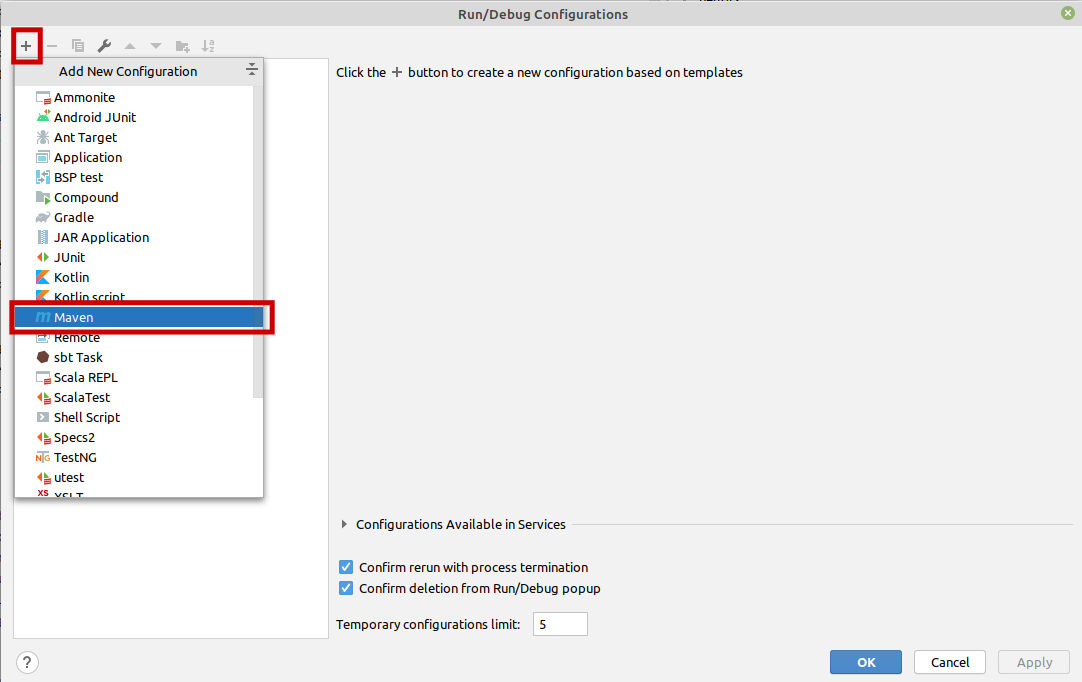 Run/Debug Configurations
Add New Configuration
Click the + button to create a new configuration based on templates
Ammonite
Android JUnit
Ant Target
Application
BSP test
Compound
Gradle
JAR Application
JUnit
Kotlin
Kotlin script
Maven
Remote
sbt Task
Scala REPL
ScalaTest
Shell Script
Specs2
TestNG
utest
XSLT
Configurations Available in Services
Confirm rerun with process termination
Confirm deletion from Run/Debug popup
Temporary configurations limit: 5
?
OK Cancel Apply